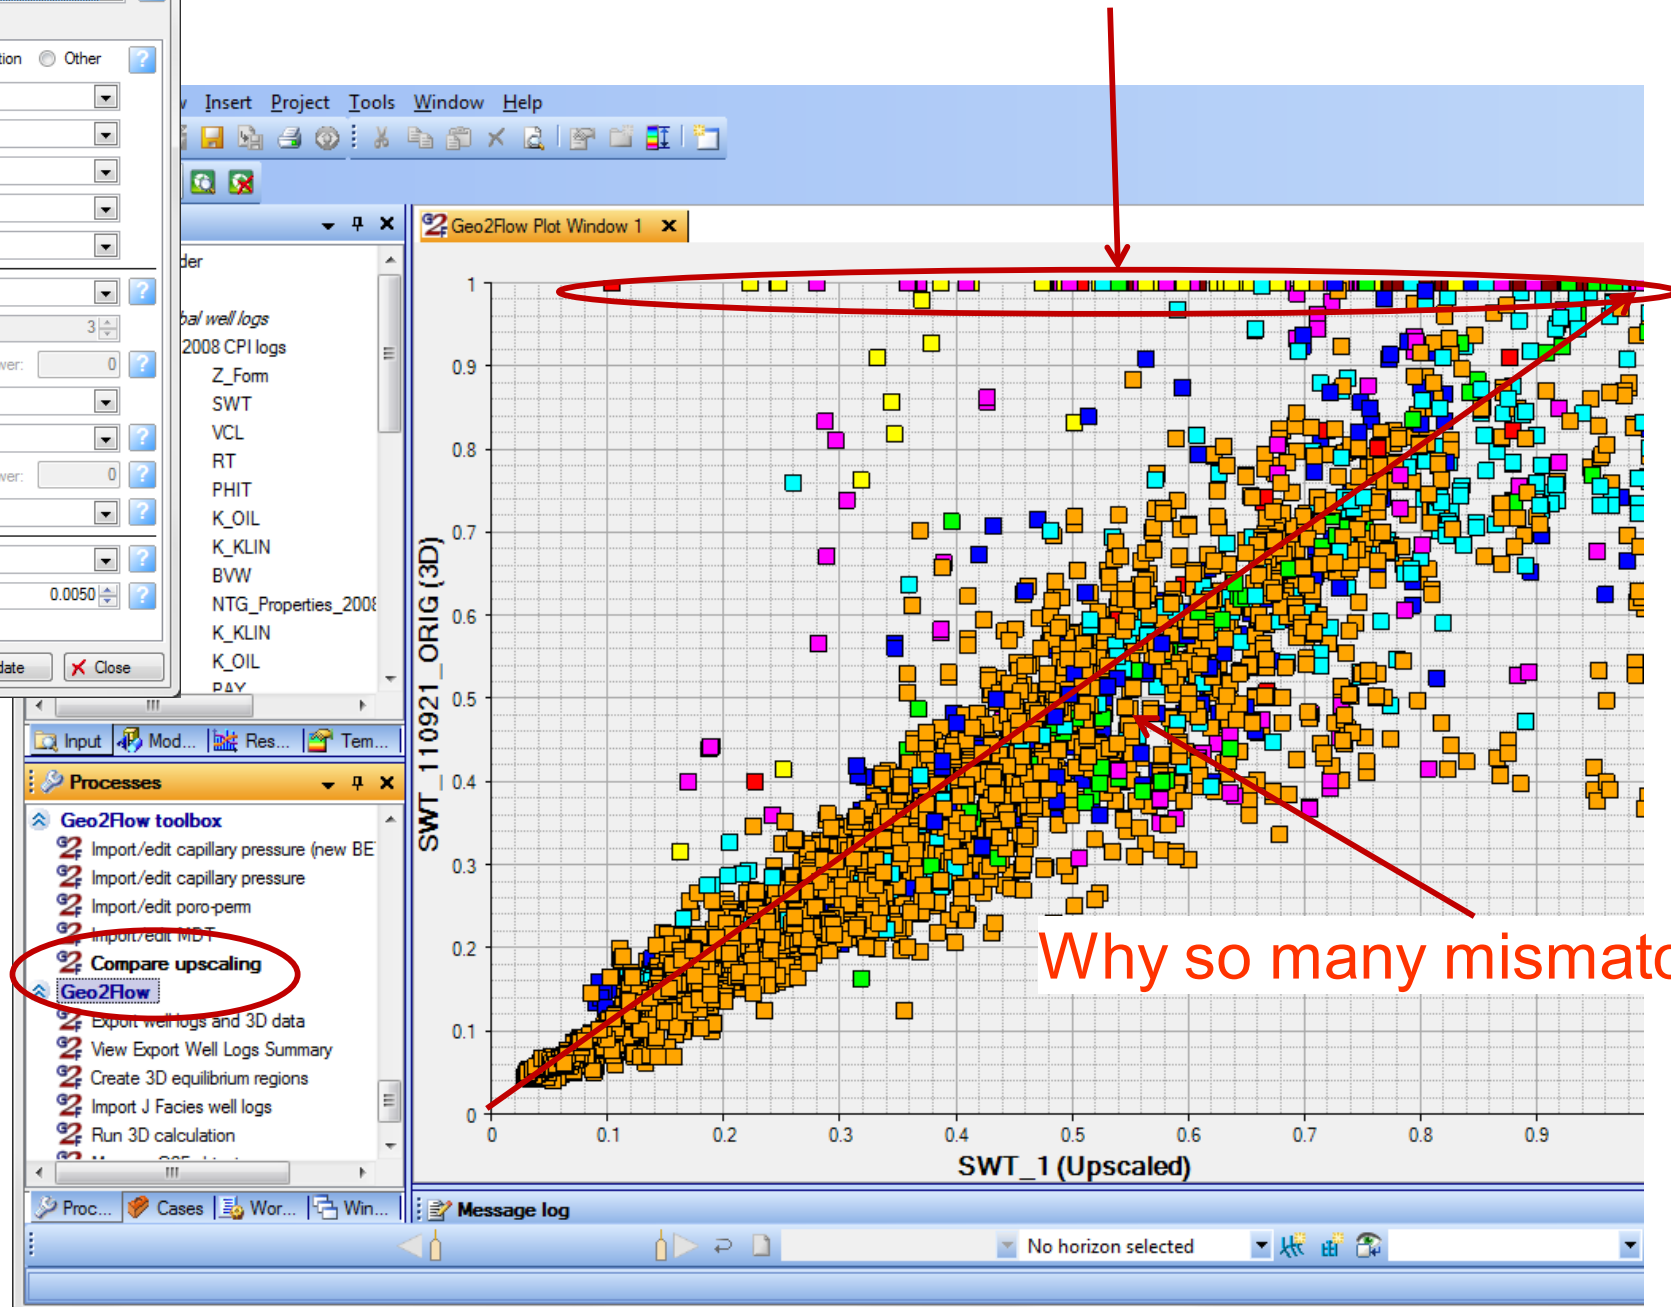 Other
?
?
3
0
?
?
0
?
?
?
0.0050
?
Close
Insert Project Tools Window Help
bal well logs
2008 CPI logs
Z_Form
SWT
VCL
RT
PHIT
K_OIL
K_KLIN
BVW
NTG_Properties_2008
K_KLIN
K_OIL
PAY
Input Mod... Res... Tem...
Processes
Geo2Flow toolbox
Import/edit capillary pressure (new BE
Import/edit capillary pressure
Import/edit poro-perm
Import/edit MDT
Compare upscaling
Geo2Flow
Export well logs and 3D data
View Export Well Logs Summary
Create 3D equilibrium regions
Import J Facies well logs
Run 3D calculation
Proc... Cases Wor... Win...
Geo2Flow Plot Window 1
SWT_110921_ORIG (3D)
1
0.9
0.8
0.7
0.6
0.5
0.4
0.3
0.2
0.1
0
0 0.1 0.2 0.3 0.4 0.5 0.6 0.7 0.8 0.9
SWT_1 (Upscaled)
Why so many mismatc
Message log
No horizon selected